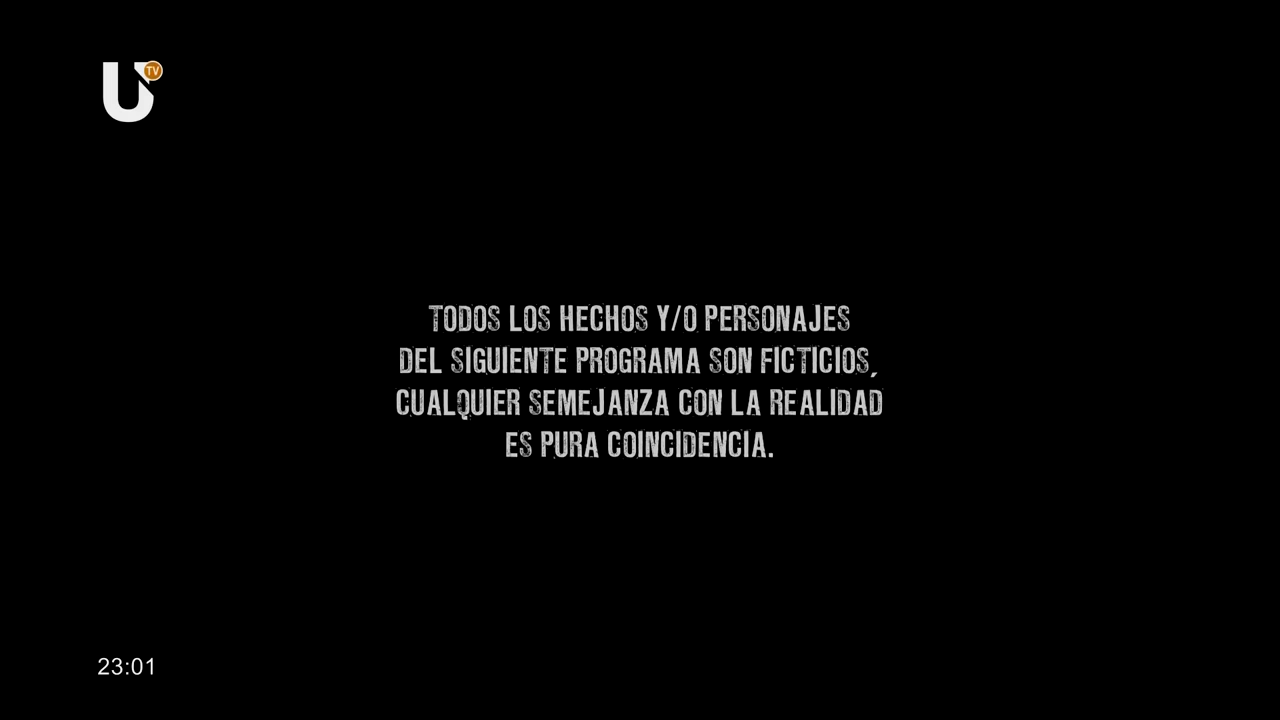 U TV
TODOS LOS HECHOS Y/O PERSONAJES
DEL SIGUIENTE PROGRAMA SON FICTICIOS,
CUALQUIER SEMEJANZA CON LA REALIDAD
ES PURA COINCIDENCIA.
23:01